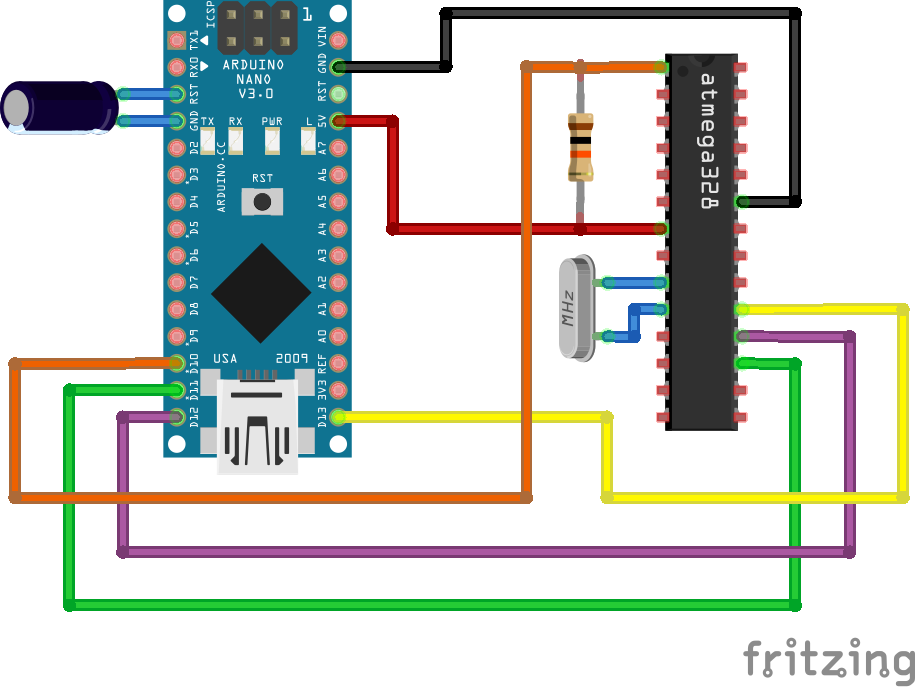 ICSP
1
TX1
RX0
RST
GND
D2
D3
D4
D5
D6
D7
D8
D9
D10
D11
D12
VIN
GND
RST
5V
A7
A6
A5
A4
A3
A2
A1
A0
REF
3V3
D13
ARDUINO
NANO
V3.0
TX RX PWR L
ARDUINO.CC
RST
USA 2009
MHz
atmega328
fritzing